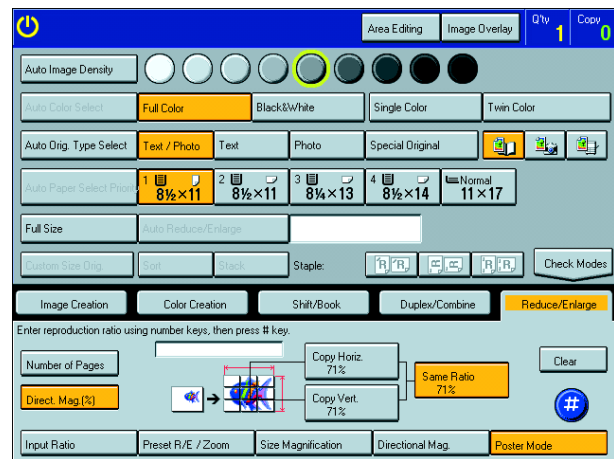 Area Editing Image Overlay Q'ty 1 Copy 0
Auto Image Density
Auto Color Select Full Color Black&White Single Color Twin Color
Auto Orig. Type Select Text / Photo Text Photo Special Original
Auto Paper Select Priority 1 8½×11 2 8½×11 3 8¼×13 4 8½×14 Normal 11×17
Full Size Auto Reduce/Enlarge
Custom Size Orig. Sort Stack Staple: R R R R R R Check Modes
Image Creation Color Creation Shift/Book Duplex/Combine Reduce/Enlarge
Enter reproduction ratio using number keys, then press # key.
Number of Pages Copy Horiz. 71% Same Ratio 71% Clear
Direct. Mag.(%) Copy Vert. 71% #
Input Ratio Preset R/E / Zoom Size Magnification Directional Mag. Poster Mode